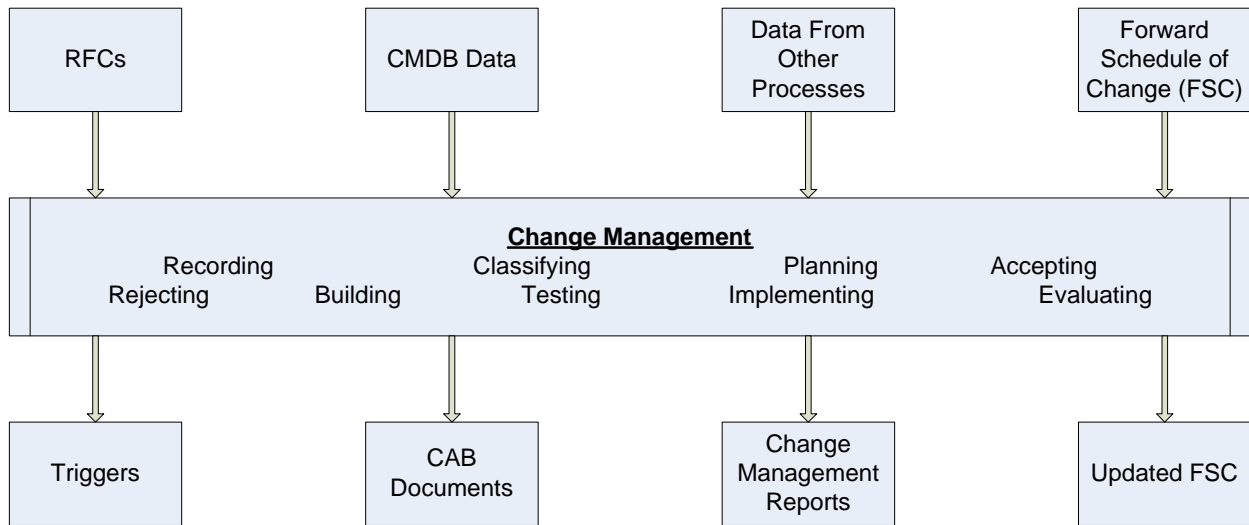 RFCs
CMDB Data
Data From
Other
Processes
Forward
Schedule of
Change (FSC)
Change Management
Recording Classifying Planning Accepting
Rejecting Building Testing Implementing Evaluating
Triggers
CAB
Documents
Change
Management
Reports
Updated FSC